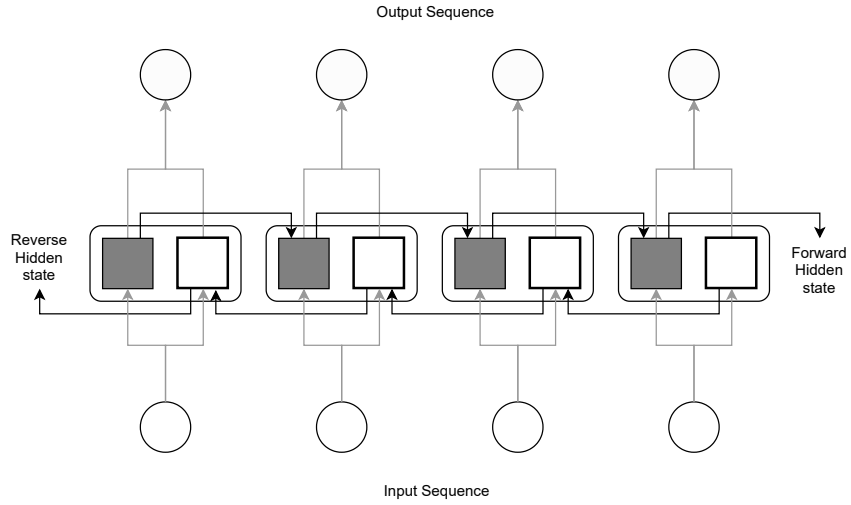 Output Sequence
Reverse
Hidden
state
Forward
Hidden
state
Input Sequence